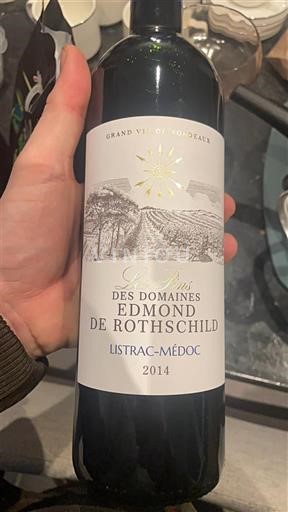 GRAND VIN DE BORDEAUX
Les Pins
DES DOMAINES
EDMOND
DE ROTHSCHILD
LISTRAC-MÉDOC
2014